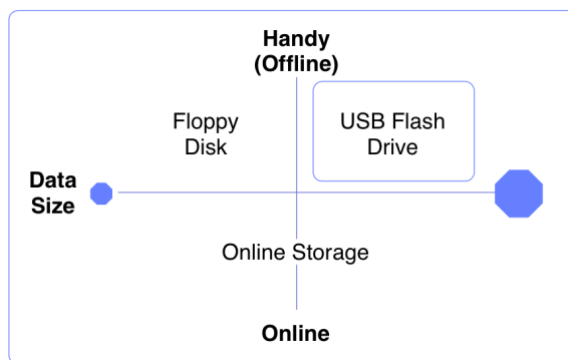 Handy
(Offline)
Floppy
Disk
USB Flash
Drive
Data
Size
Online Storage
Online